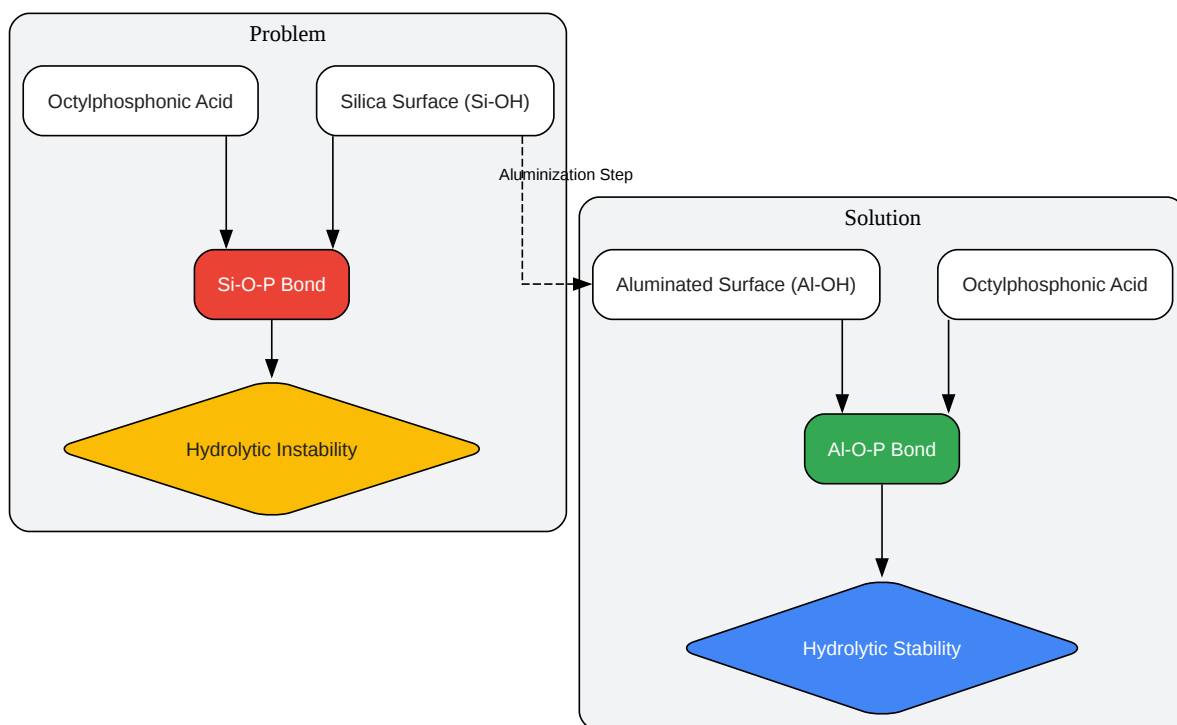 Problem
Octylphosphonic Acid
Silica Surface (Si-OH)
Aluminization Step
Si-O-P Bond
Hydrolytic Instability
Solution
Aluminated Surface (Al-OH)
Octylphosphonic Acid
Al-O-P Bond
Hydrolytic Stability